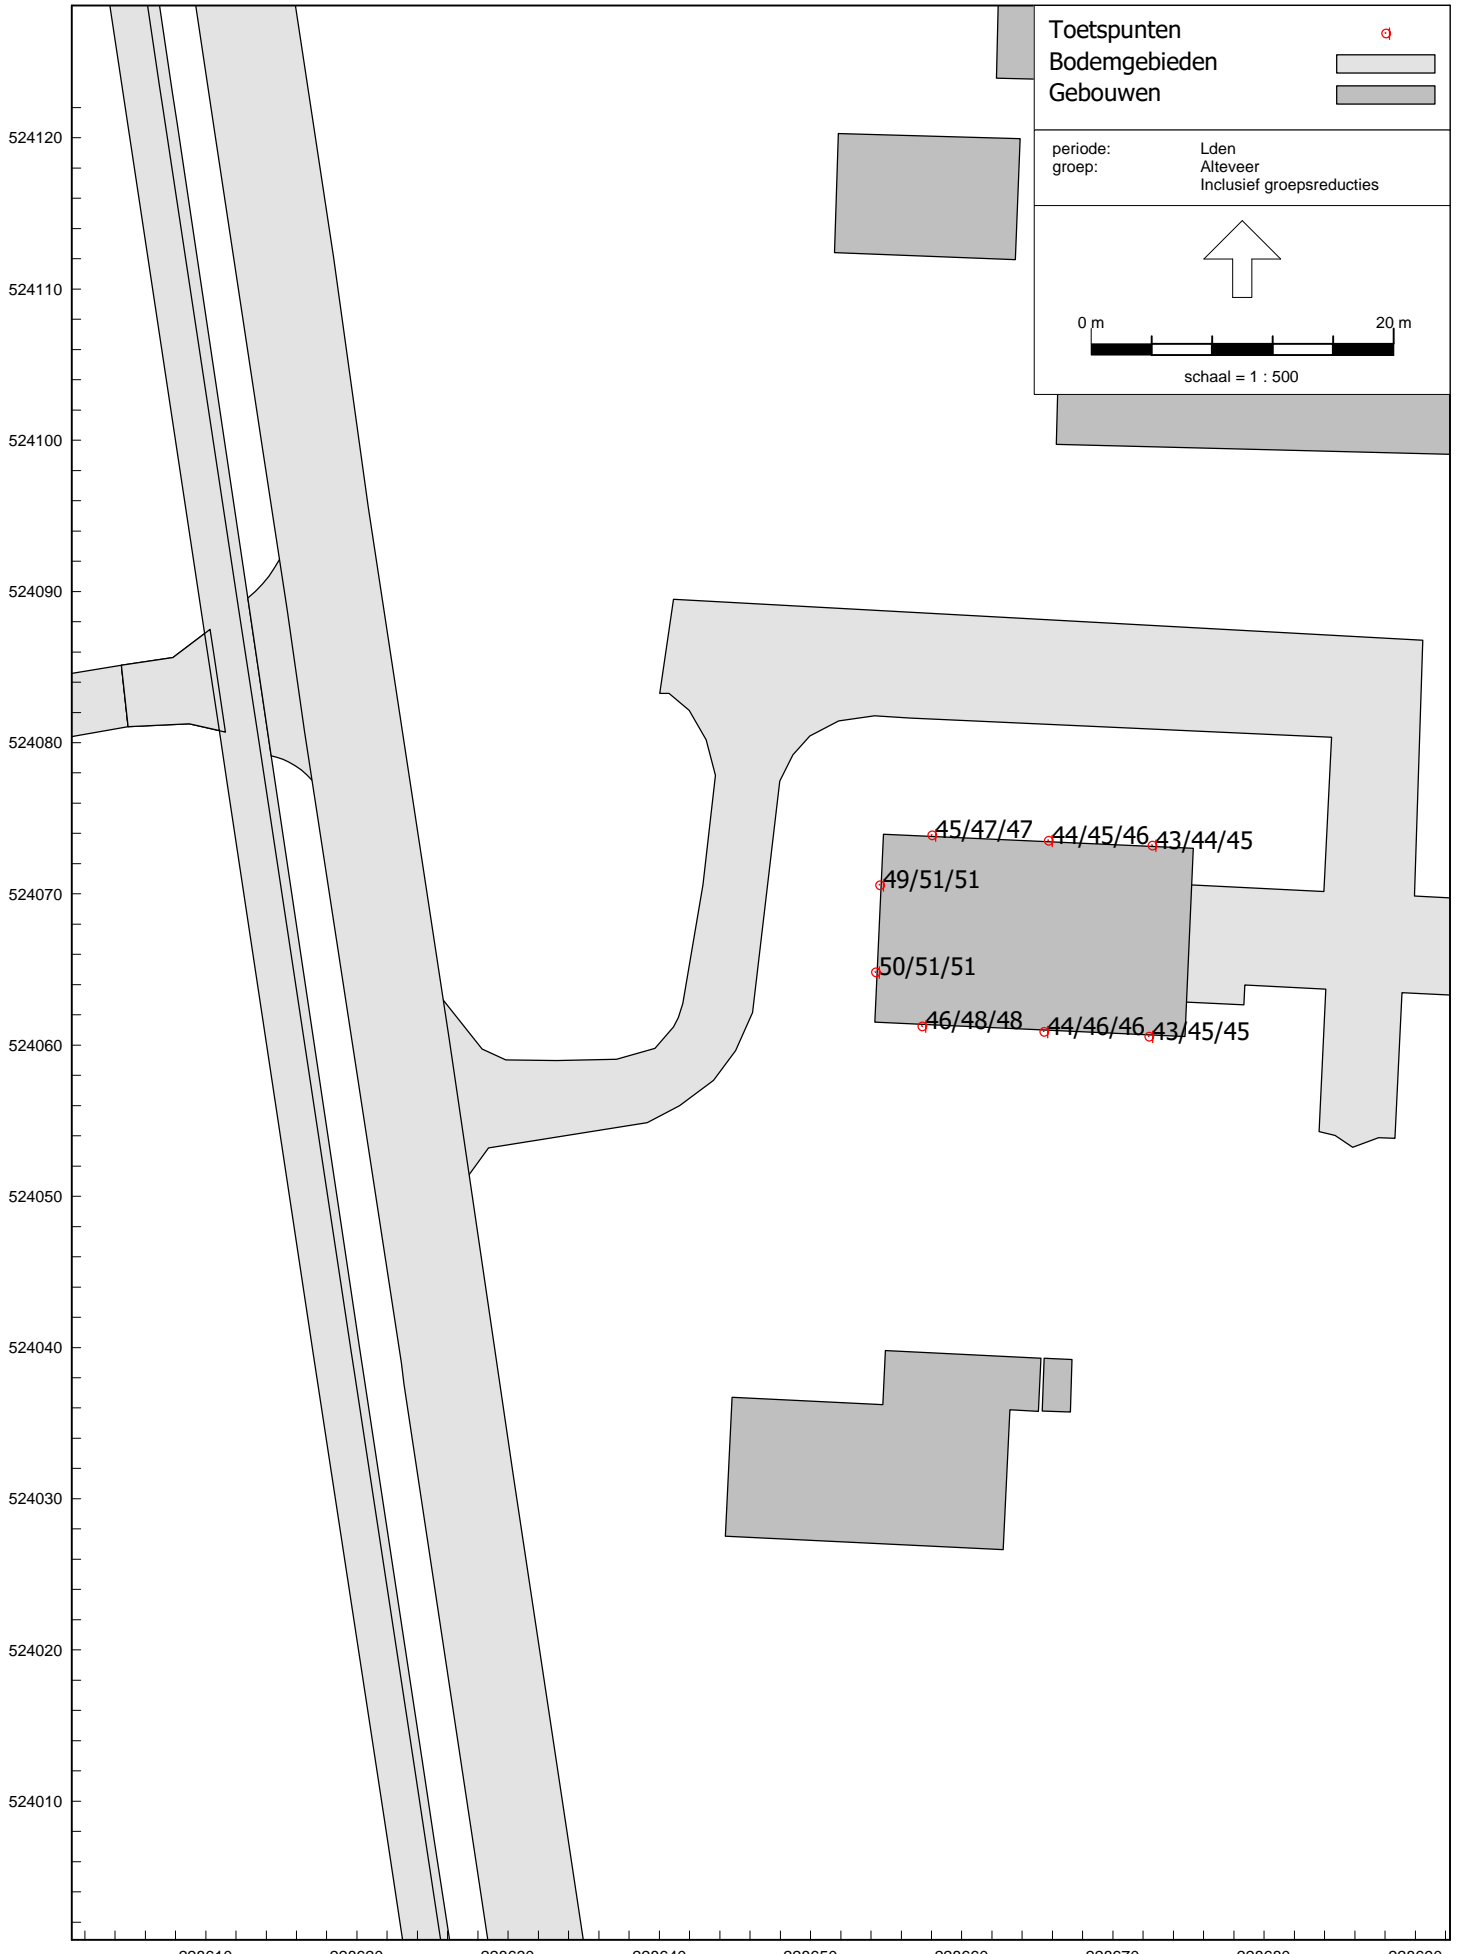 Toetspunten
Bodemgebieden
Gebouwen
periode: Lden
groep: Alteveer
Inclusief groepsreducties
0 m 20 m
schaal = 1 : 500
524120
524110
524100
524090
524080
524070
524060
524050
524040
524030
524020
524010
45/47/47 44/45/46 43/44/45
49/51/51
50/51/51
46/48/48 44/46/46 43/45/45